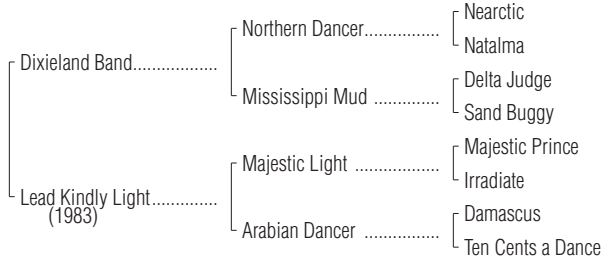 Nearctic
Northern Dancer.................
Natalma
Dixieland Band.................
Delta Judge
Mississippi Mud ...............
Sand Buggy
Majestic Prince
Majestic Light ...................
Irradiate
Lead Kindly Light.............
(1983)
Damascus
Arabian Dancer .................
Ten Cents a Dance